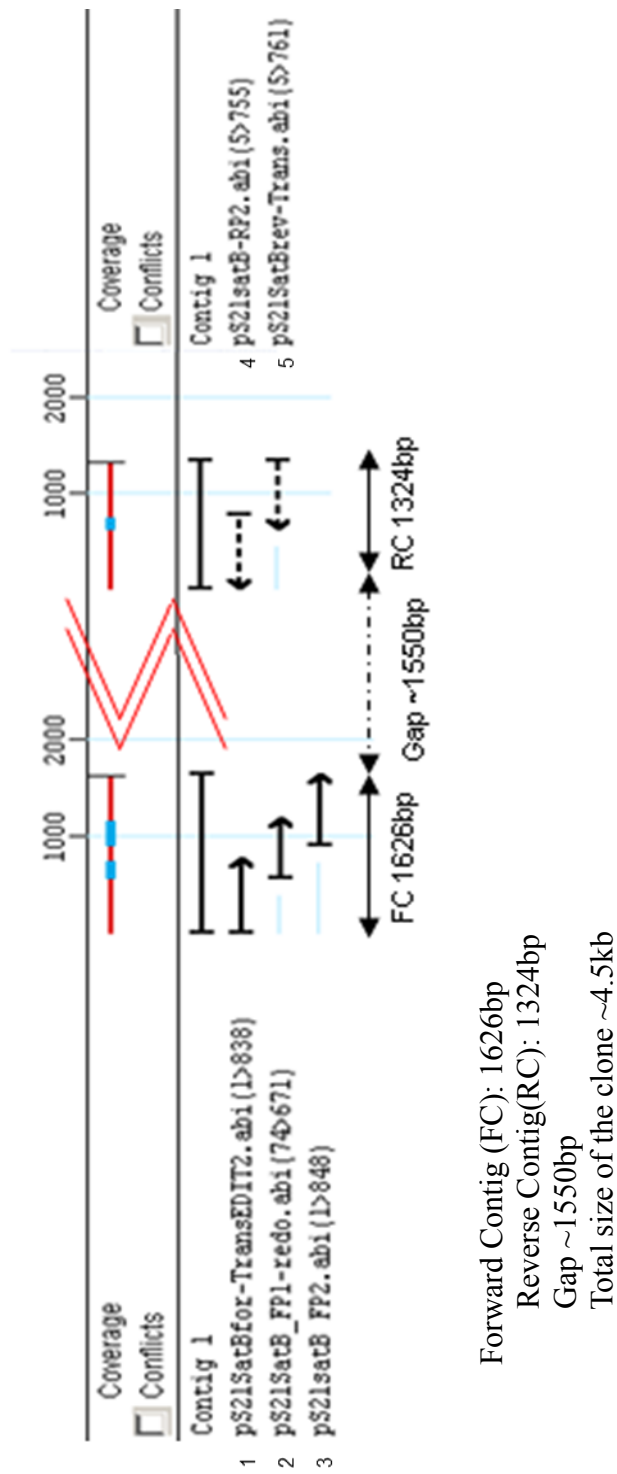 Coverage
Conflicts
Contig 1
1 pS21SatBfor-TransEDIT2.abi(1>838)
2 pS21SatB_FP1-redo.abi(74>671)
3 pS21satB FP2.abi(1>848)
1000 2000
FC 1626bp
Gap ~1550bp
1000 2000
RC 1324bp
Coverage
Conflicts
Contig 1
4 pS21satB-RP2.abi(5>755)
5 pS21SatBrev-Trans.abi(5>761)
Forward Contig (FC): 1626bp
Reverse Contig(RC): 1324bp
Gap ~1550bp
Total size of the clone ~4.5kb